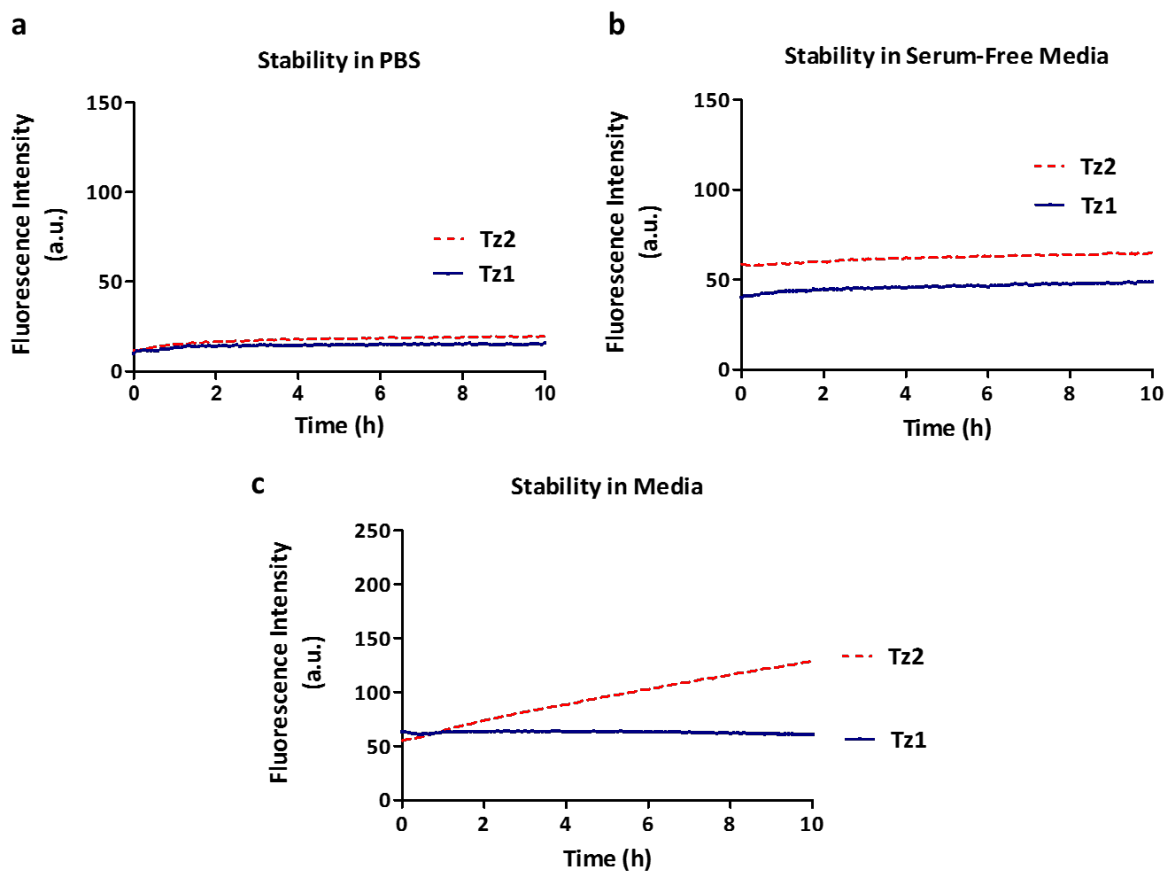 a
Stability in PBS
Fluorescence Intensity
(a.u.)
150
100
50
0
Tz2
Tz1
0 2 4 6 8 10
Time (h)
b
Stability in Serum-Free Media
Fluorescence Intensity
(a.u.)
150
100
50
0
Tz2
Tz1
0 2 4 6 8 10
Time (h)
c
Stability in Media
Fluorescence Intensity
(a.u.)
250
200
150
100
50
0
Tz2
Tz1
0 2 4 6 8 10
Time (h)